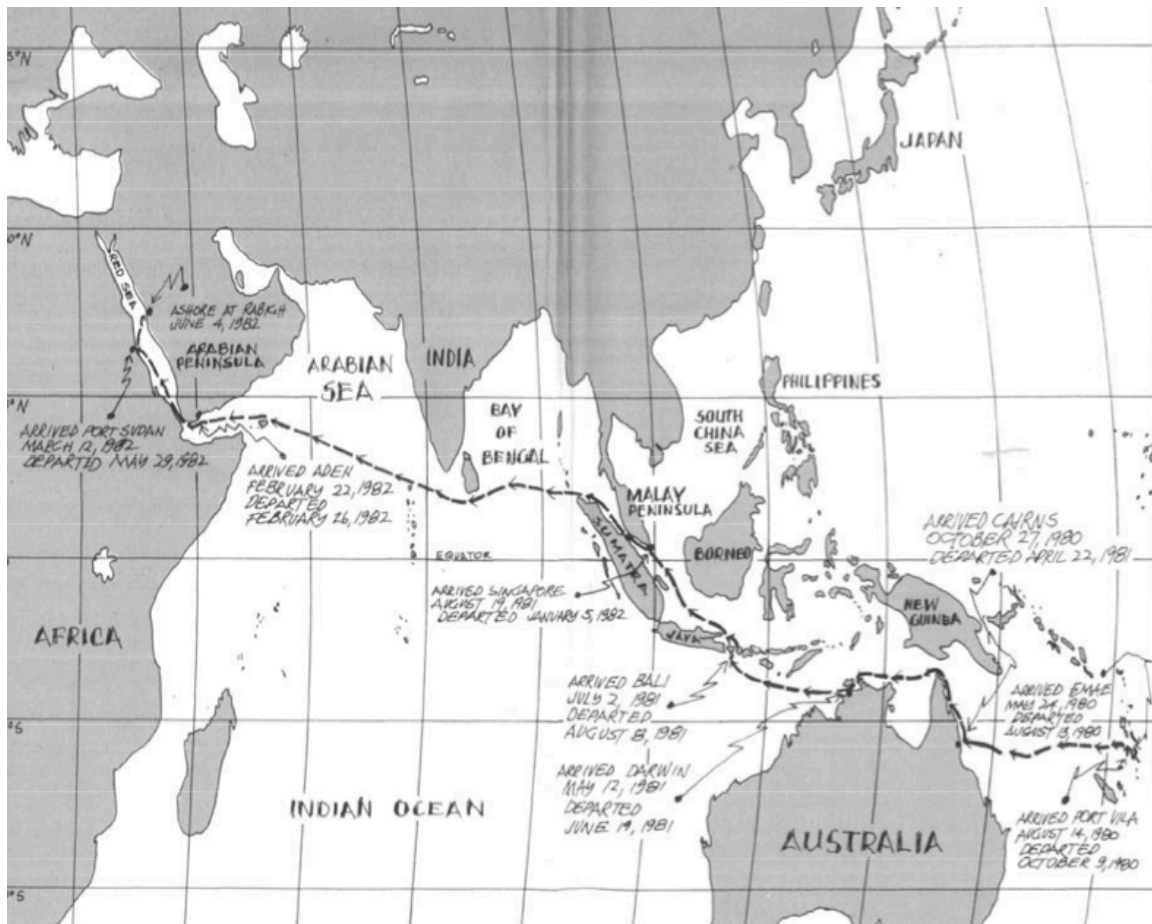 5°N
JAPAN
0°N
RED SEA
ASHORE AT RABIGH
JUNE 4, 1982
ARABIAN
PENINSULA
ARABIAN
SEA
INDIA
PHILIPPINES
°N
BAY
OF
BENGAL
SOUTH
CHINA
SEA
ARRIVED PORT SUDAN
MARCH 12, 1982
DEPARTED MAY 29, 1982
ARRIVED ADEN
FEBRUARY 22, 1982
DEPARTED
FEBRUARY 26, 1982
MALAY
PENINSULA
SUMATRA
BORNEO
ARRIVED CAIRNS
OCTOBER 27, 1980
DEPARTED APRIL 22, 1981
EQUATOR
ARRIVED SINGAPORE
AUGUST 19, 1981
DEPARTED JANUARY 5, 1982
NEW
GUINEA
AFRICA
JAVA
ARRIVED BALI
JULY 2, 1981
DEPARTED
AUGUST 8, 1981
ARRIVED EMAE
MAY 24, 1980
DEPARTED
AUGUST 13, 1980
°S
ARRIVED DARWIN
MAY 12, 1981
DEPARTED
JUNE 19, 1981
INDIAN OCEAN
AUSTRALIA
ARRIVED PORT VILA
AUGUST 14, 1980
DEPARTED
OCTOBER 9, 1980
°S